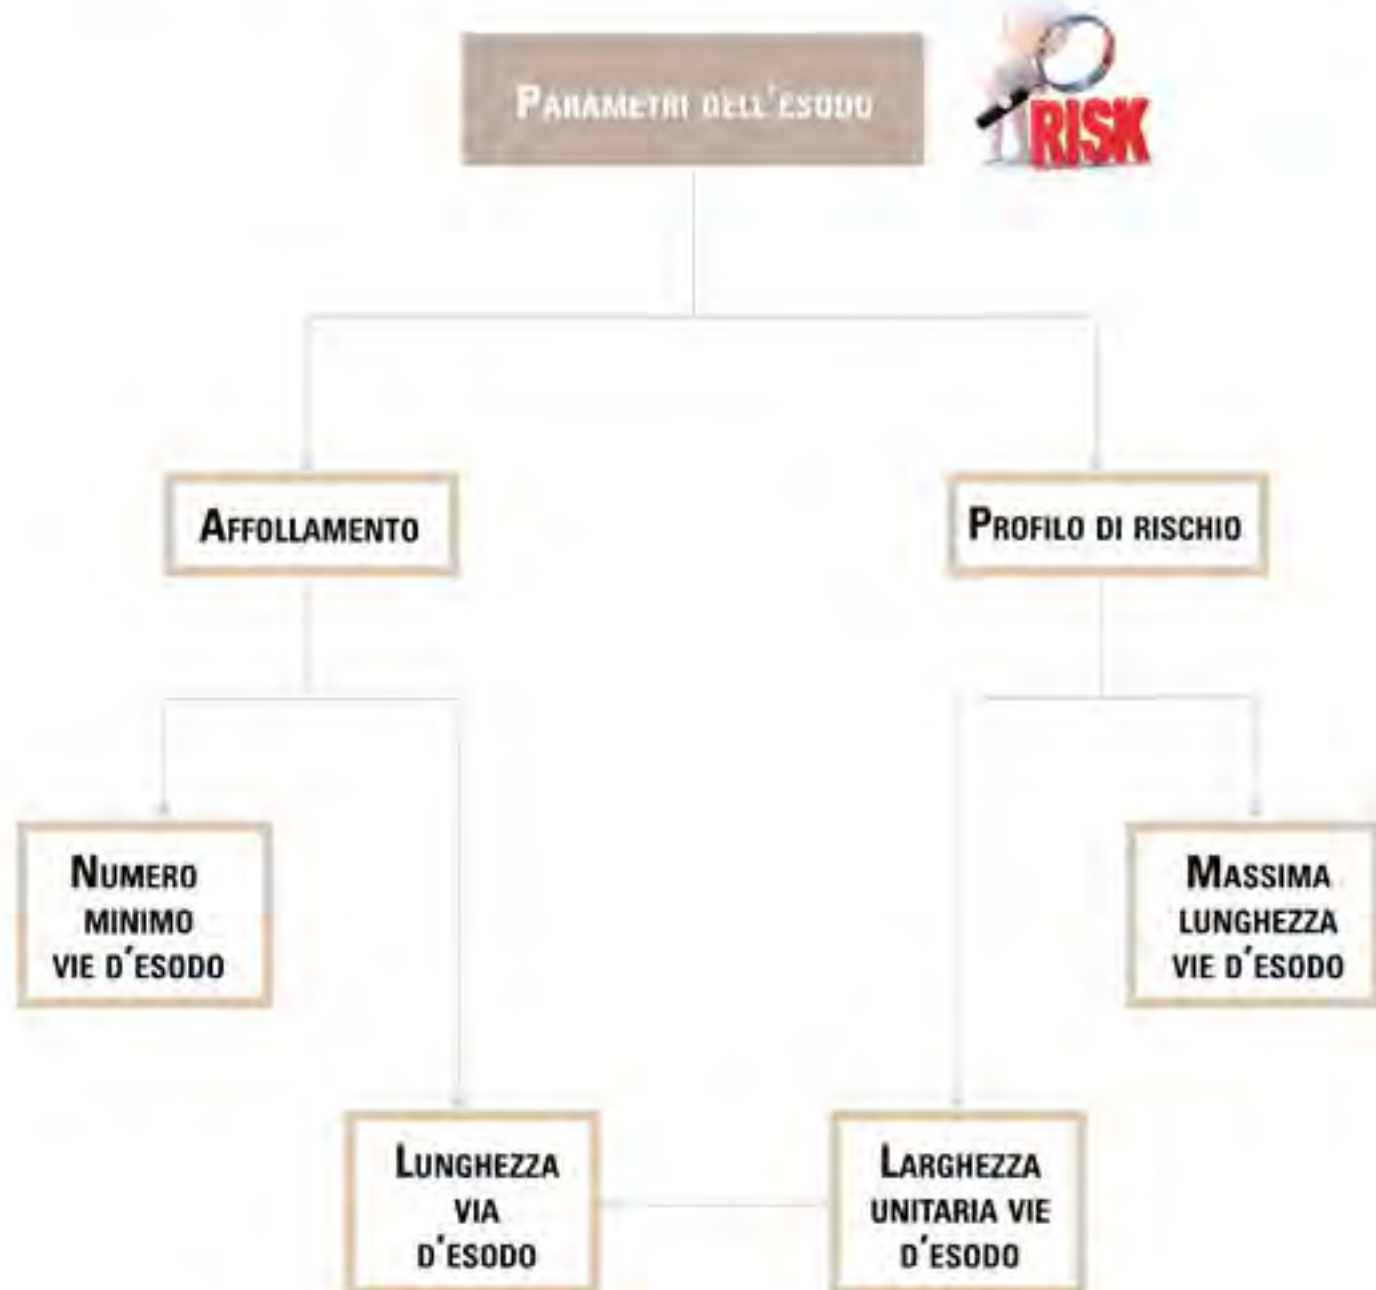 PARAMETRI DELL'ESODO
RISK
AFFOLLAMENTO
PROFILO DI RISCHIO
NUMERO
MINIMO
VIE D'ESODO
MASSIMA
LUNGHEZZA
VIE D'ESODO
LUNGHEZZA
VIA
D'ESODO
LARGHEZZA
UNITARIA VIE
D'ESODO